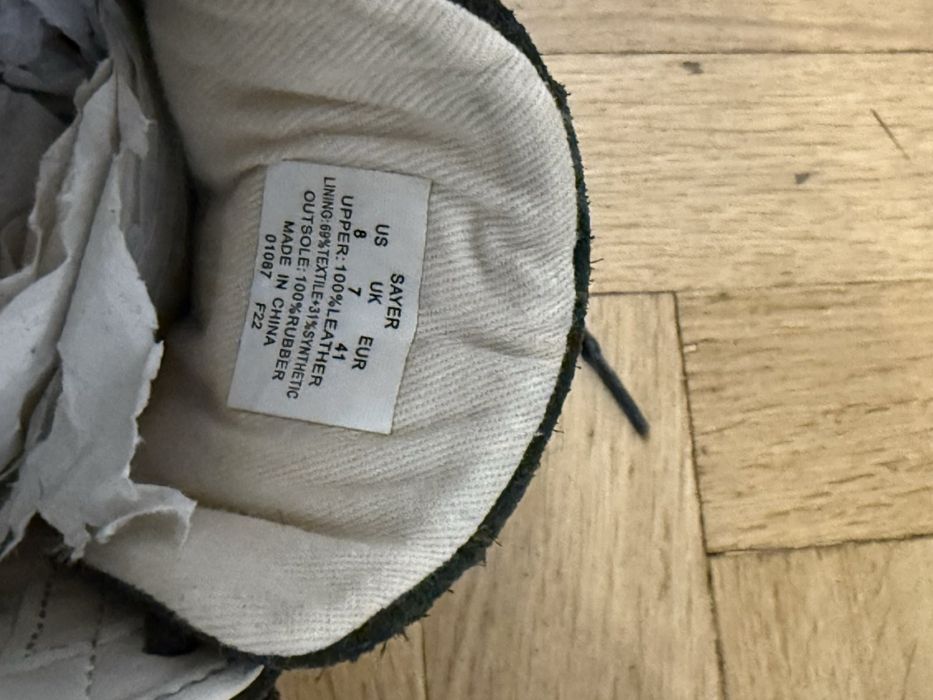 SAYER
US UK EUR
8 7 41
UPPER:100%LEATHER
LINING:69%TEXTILE+31%SYNTHETIC
OUTSOLE:100%RUBBER
MADE IN CHINA
01087 F22